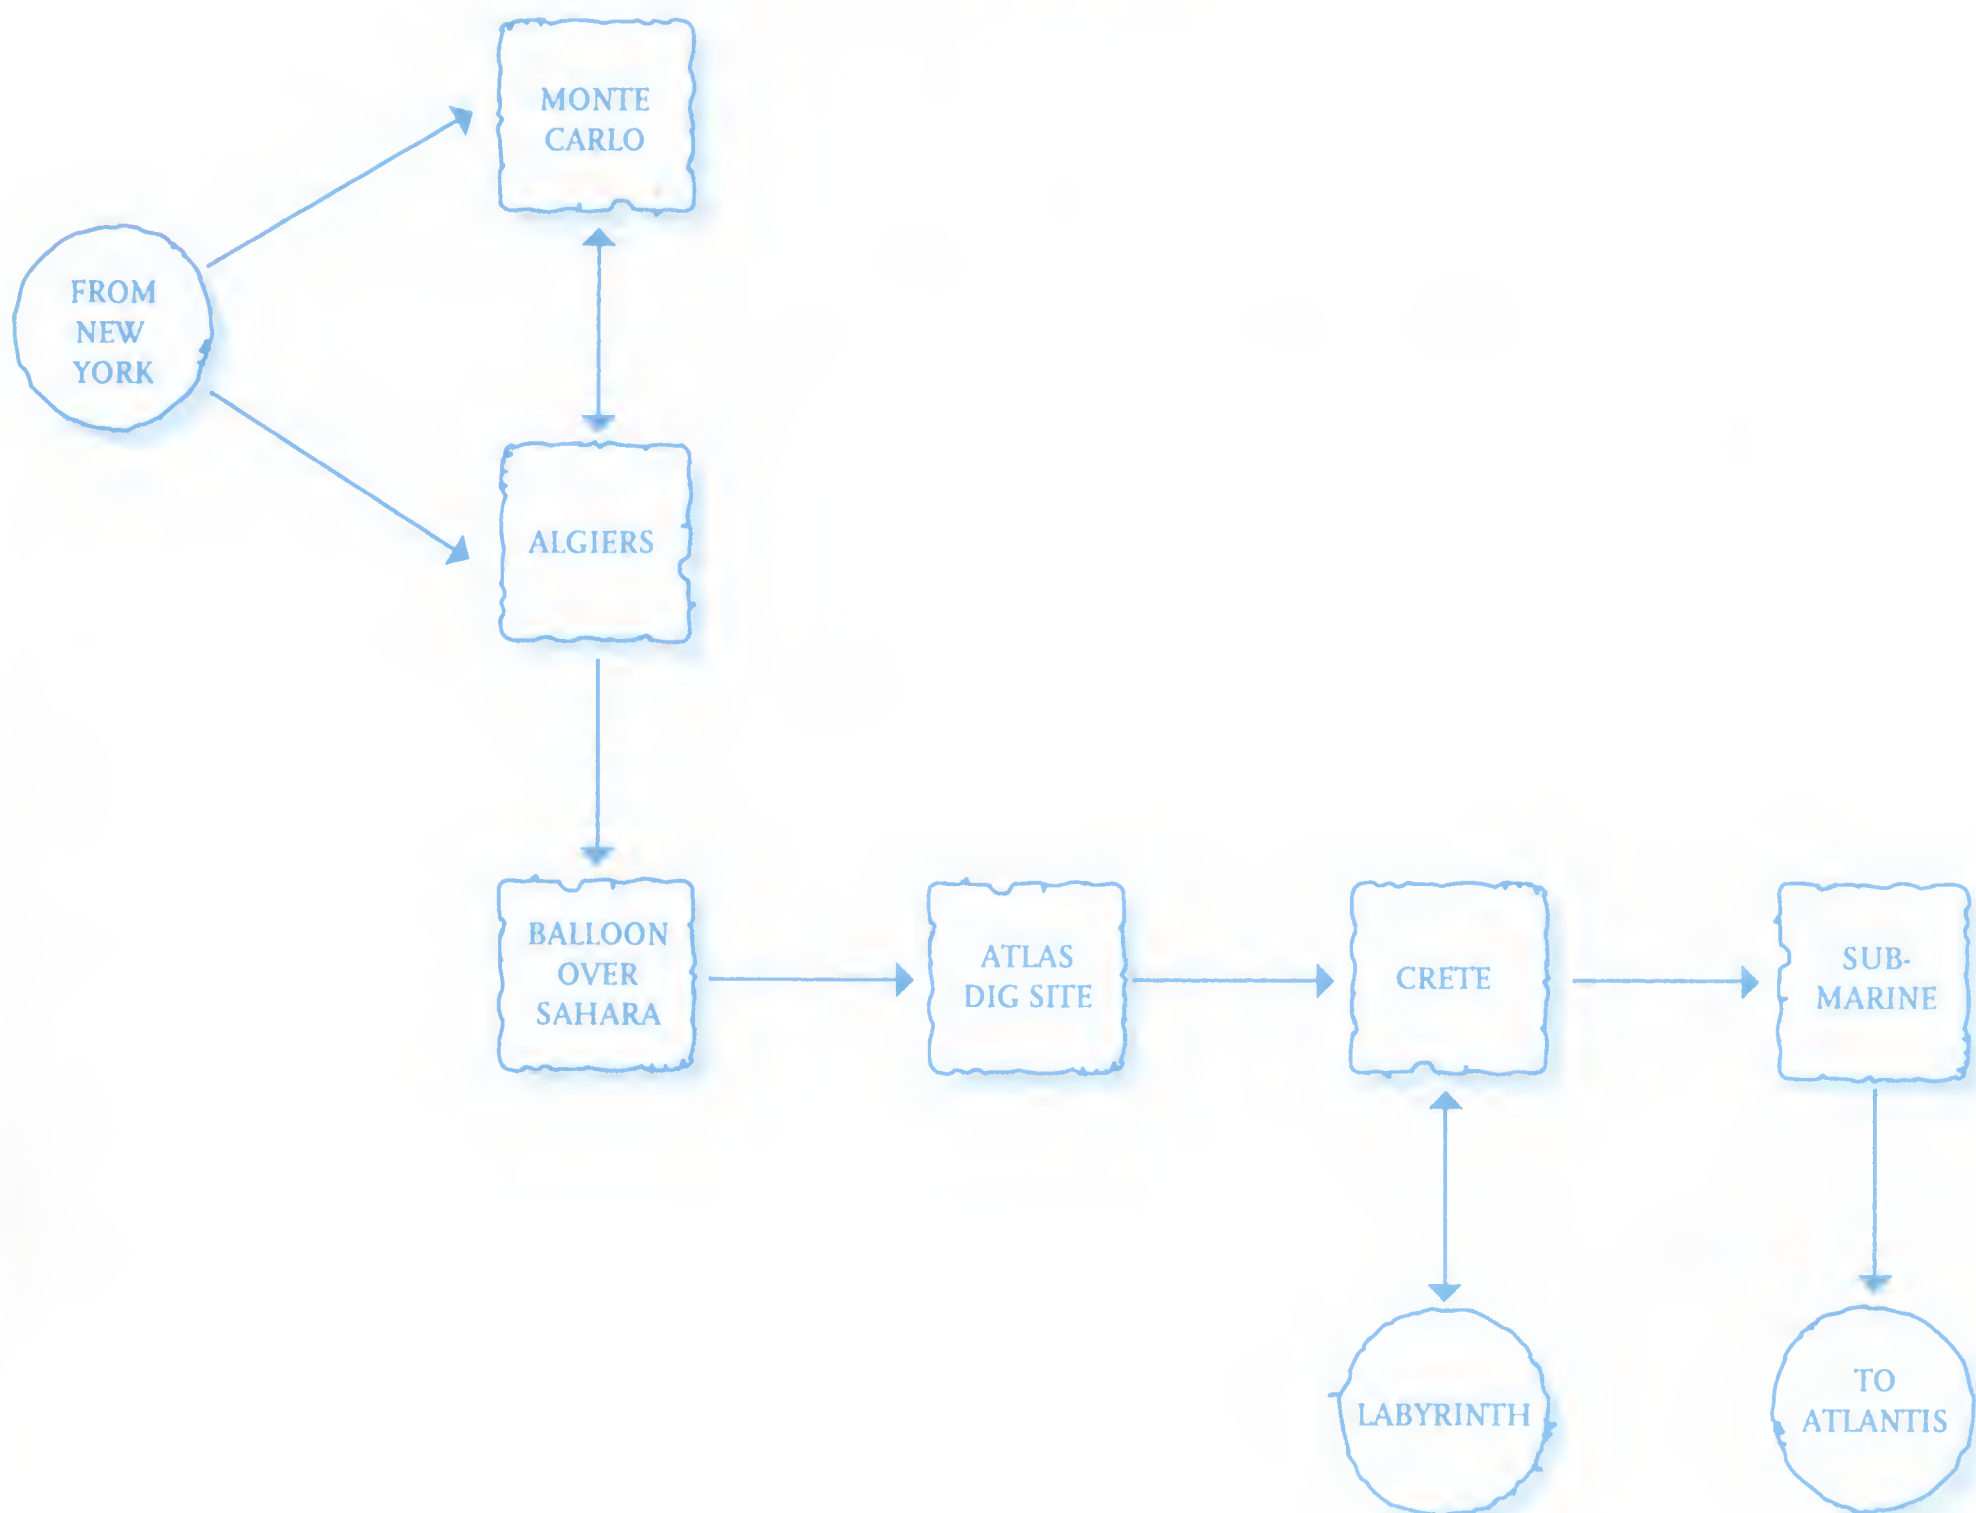 MONTE
CARLO
FROM
NEW
YORK
ALGIERS
BALLOON
OVER
SAHARA
ATLAS
DIG SITE
CRETE
SUB-
MARINE
LABYRINTH
TO
ATLANTIS